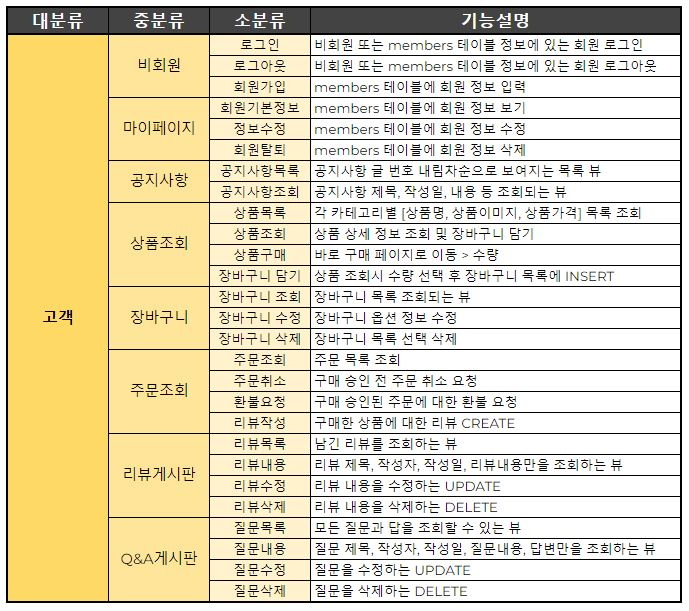 대분류 중분류 소분류 기능설명
고객
비회원
로그인 비회원 또는 members 테이블 정보에 있는 회원 로그인
로그아웃 비회원 또는 members 테이블 정보에 있는 회원 로그아웃
회원가입 members 테이블에 회원 정보 입력
마이페이지
회원기본정보 members 테이블에 회원 정보 보기
정보수정 members 테이블에 회원 정보 수정
회원탈퇴 members 테이블에 회원 정보 삭제
공지사항
공지사항목록 공지사항 글 번호 내림차순으로 보여지는 목록 뷰
공지사항조회 공지사항 제목, 작성일, 내용 등 조회되는 뷰
상품조회
상품목록 각 카테고리별 [상품명, 상품이미지, 상품가격] 목록 조회
상품조회 상품 상세 정보 조회 및 장바구니 담기
상품구매 바로 구매 페이지로 이동 > 수량
장바구니 담기 상품 조회시 수량 선택 후 장바구니 목록에 INSERT
장바구니
장바구니 조회 장바구니 목록 조회되는 뷰
장바구니 수정 장바구니 옵션 정보 수정
장바구니 삭제 장바구니 목록 선택 삭제
주문조회
주문조회 주문 목록 조회
주문취소 구매 승인 전 주문 취소 요청
환불요청 구매 승인된 주문에 대한 환불 요청
리뷰작성 구매한 상품에 대한 리뷰 CREATE
리뷰게시판
리뷰목록 남긴 리뷰를 조회하는 뷰
리뷰내용 리뷰 제목, 작성자, 작성일, 리뷰내용만을 조회하는 뷰
리뷰수정 리뷰 내용을 수정하는 UPDATE
리뷰삭제 리뷰 내용을 삭제하는 DELETE
Q&A게시판
질문목록 모든 질문과 답을 조회할 수 있는 뷰
질문내용 질문 제목, 작성자, 작성일, 질문내용, 답변만을 조회하는 뷰
질문수정 질문을 수정하는 UPDATE
질문삭제 질문을 삭제하는 DELETE